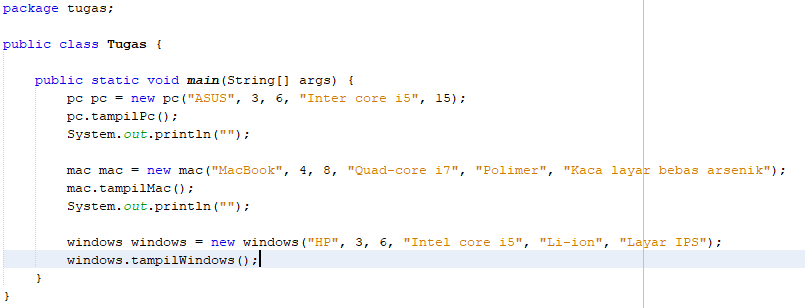 package tugas;
public class Tugas {
public static void main(String[] args) {
pc pc = new pc("ASUS", 3, 6, "Inter core i5", 15);
pc.tampilPc();
System.out.println("");
mac mac = new mac("MacBook", 4, 8, "Quad-core i7", "Polimer", "Kaca layar bebas arsenik");
mac.tampilMac();
System.out.println("");
windows windows = new windows("HP", 3, 6, "Intel core i5", "Li-ion", "Layar IPS");
windows.tampilWindows();
}
}